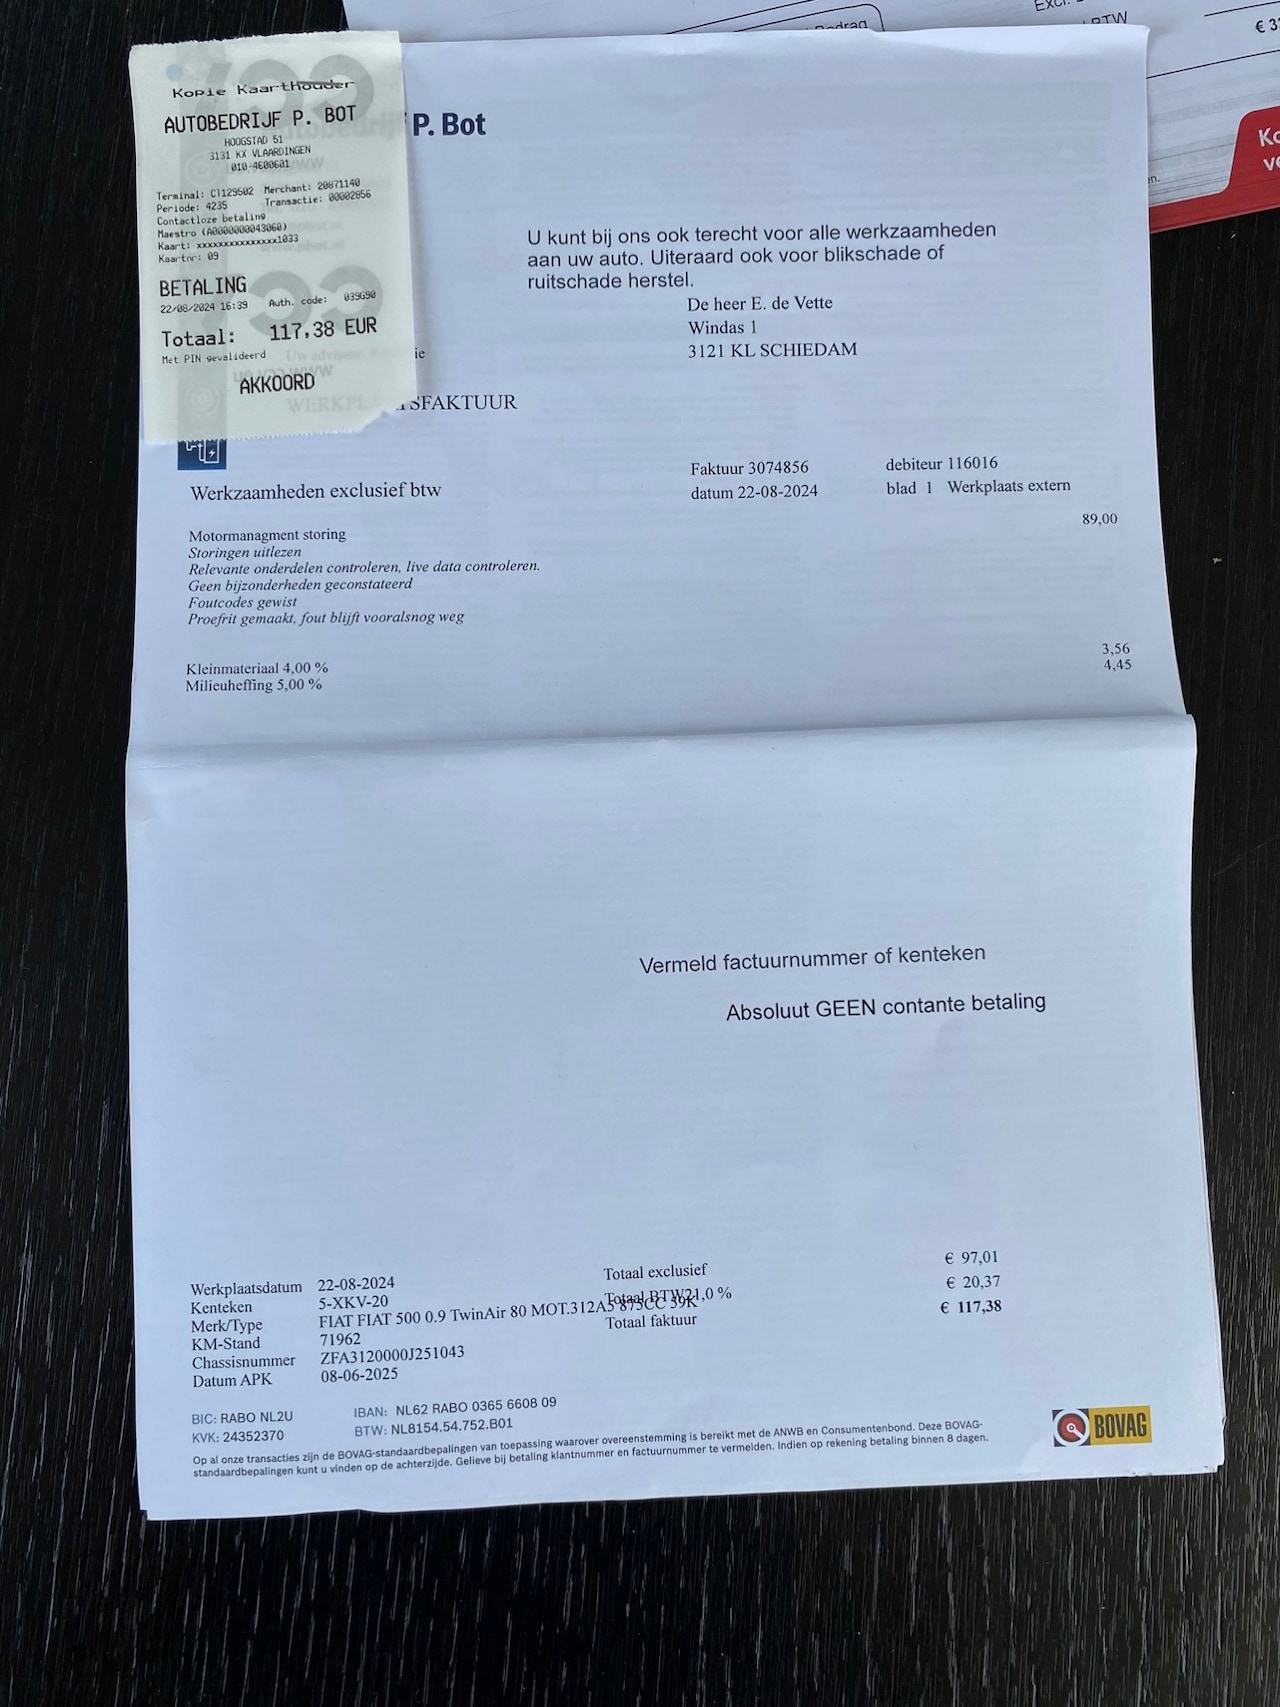 Bedrag
Excl.
BTW
€ 3
Ko
ve
Kopie Kaarthouder
AUTOBEDRIJF P. BOT
HOOGSTAD 51
3131 KX VLAARDINGEN
010-4600601
Terminal: CT129502 Merchant: 20871140
Periode: 4235 Transactie: 00002856
Contactloze betaling
Maestro (A0000000043060)
Kaart: xxxxxxxxxxxxxxx1033
Kaartnr: 09
BETALING
22/08/2024 16:39 Auth. code: 039G90
Totaal: 117,38 EUR
Met PIN gevalideerd
AKKOORD
P. Bot
U kunt bij ons ook terecht voor alle werkzaamheden
aan uw auto. Uiteraard ook voor blikschade of
ruitschade herstel.
De heer E. de Vette
Windas 1
3121 KL SCHIEDAM
ie
WERKPLAATSFAKTUUR
Faktuur 3074856 debiteur 116016
Werkzaamheden exclusief btw datum 22-08-2024 blad 1 Werkplaats extern
Motormanagment storing 89,00
Storingen uitlezen
Relevante onderdelen controleren, live data controleren.
Geen bijzonderheden geconstateerd
Foutcodes gewist
Proefrit gemaakt, fout blijft vooralsnog weg
Kleinmateriaal 4,00 % 3,56
Milieuheffing 5,00 % 4,45
Vermeld factuurnummer of kenteken
Absoluut GEEN contante betaling
Werkplaatsdatum 22-08-2024 Totaal exclusief € 97,01
Kenteken 5-XKV-20 Totaal BTW21,0 % € 20,37
Merk/Type FIAT FIAT 500 0.9 TwinAir 80 MOT.312A5 875CC 59K Totaal faktuur € 117,38
KM-Stand 71962
Chassisnummer ZFA3120000J251043
Datum APK 08-06-2025
BIC: RABO NL2U IBAN: NL62 RABO 0365 6608 09
KVK: 24352370 BTW: NL8154.54.752.B01
Op al onze transacties zijn de BOVAG-standaardbepalingen van toepassing waarover overeenstemming is bereikt met de ANWB en Consumentenbond. Deze BOVAG-
standaardbepalingen kunt u vinden op de achterzijde. Gelieve bij betaling klantnummer en factuurnummer te vermelden. Indien op rekening betaling binnen 8 dagen.
BOVAG